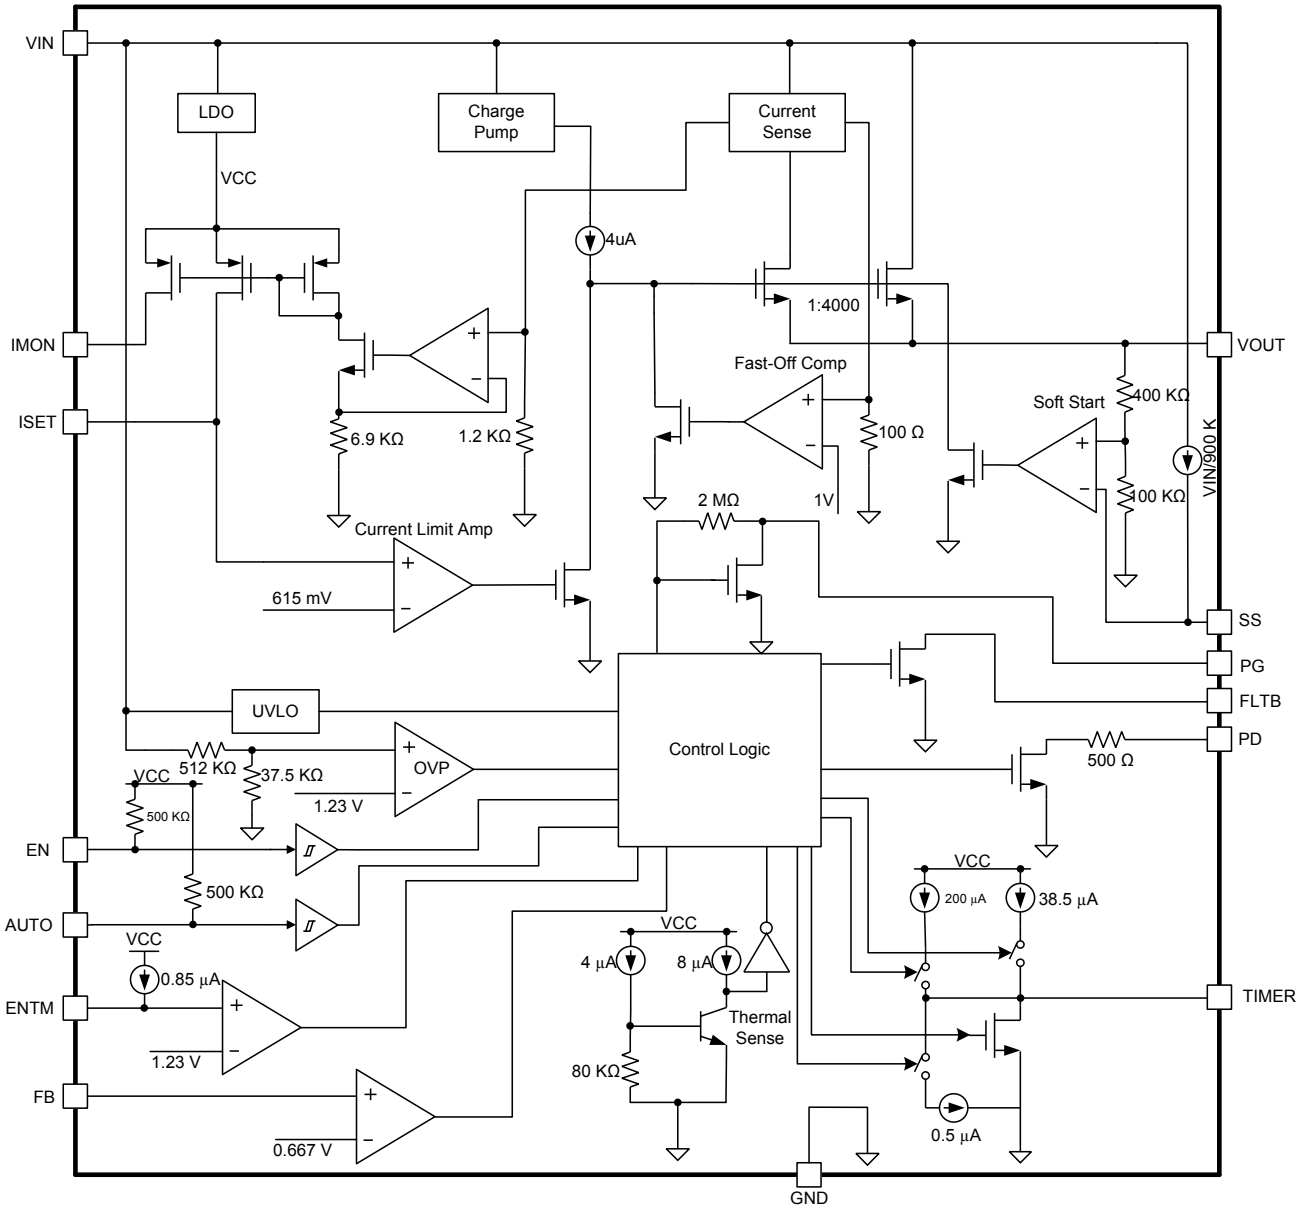 VIN
LDO
Charge
Pump
Current
Sense
VCC
4uA
1:4000
IMON
VOUT
ISET
+
−
6.9 KΩ
1.2 KΩ
Fast-Off Comp
+
−
1V
100 Ω
Soft Start
+
−
400 KΩ
100 KΩ
VIN/900 K
Current Limit Amp
+
−
615 mV
2 MΩ
SS
PG
FLTB
PD
500 Ω
UVLO
512 KΩ
37.5 KΩ
+
OVP
−
1.23 V
Control Logic
VCC
500 KΩ
EN
500 KΩ
AUTO
VCC
0.85 µA
ENTM
+
−
1.23 V
FB
+
−
0.667 V
VCC
4 µA
8 µA
Thermal
Sense
80 KΩ
VCC
200 µA
38.5 µA
TIMER
0.5 µA
GND